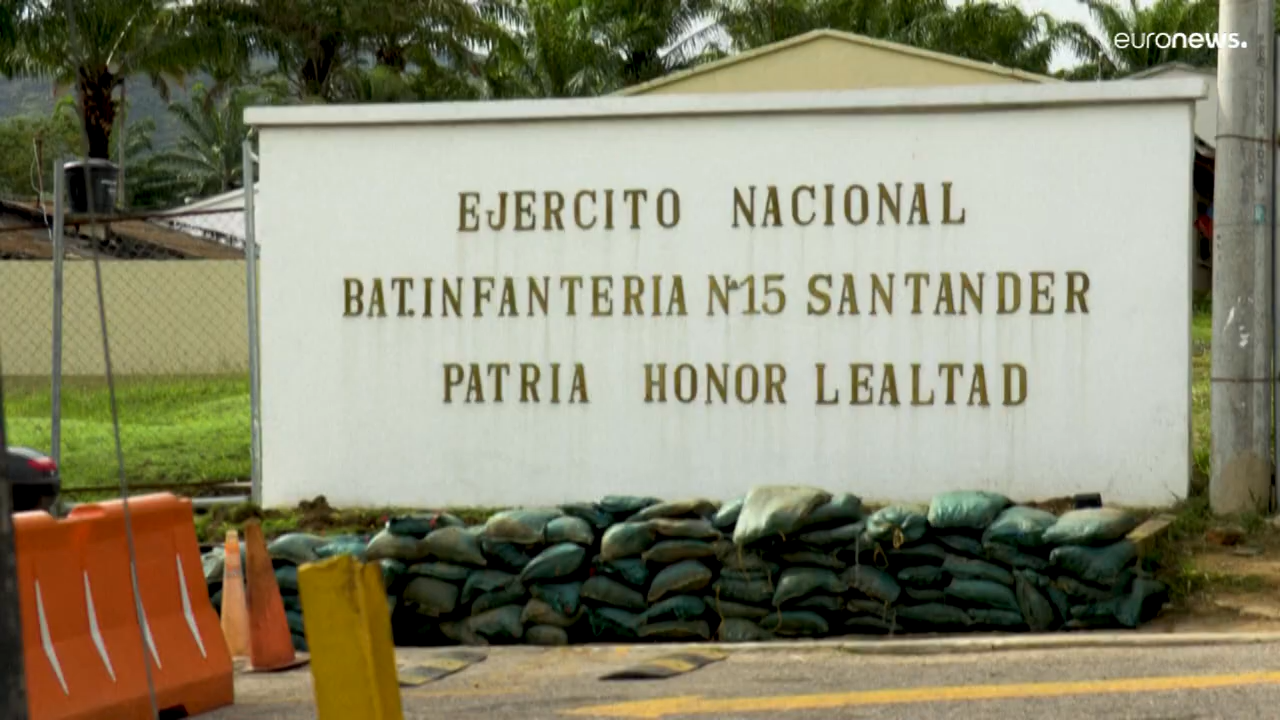 euronews.
EJERCITO NACIONAL
BAT.INFANTERIA Nº15 SANTANDER
PATRIA HONOR LEALTAD